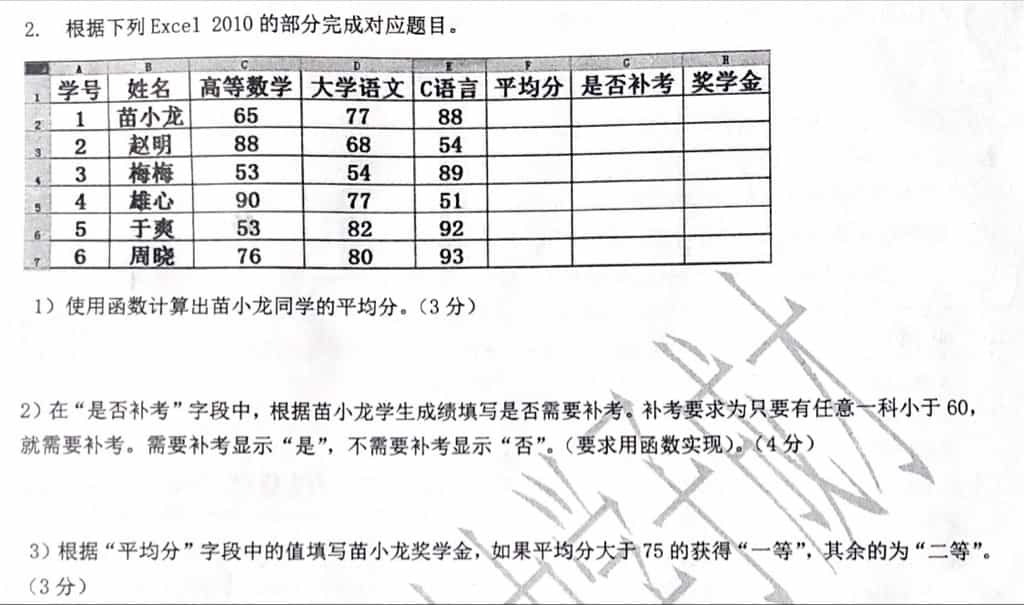 2. 根据下列 Excel 2010 的部分完成对应题目。
A B C D E F G H
1 学号 姓名 高等数学 大学语文 C语言 平均分 是否补考 奖学金
2 1 苗小龙 65 77 88
3 2 赵明 88 68 54
4 3 梅梅 53 54 89
5 4 雄心 90 77 51
6 5 于爽 53 82 92
7 6 周晓 76 80 93
1）使用函数计算出苗小龙同学的平均分。（3 分）
2）在“是否补考”字段中，根据苗小龙学生成绩填写是否需要补考。补考要求为只要有任意一科小于 60，
就需要补考。需要补考显示“是”，不需要补考显示“否”。（要求用函数实现）。（4 分）
3）根据“平均分”字段中的值填写苗小龙奖学金，如果平均分大于 75 的获得“一等”，其余的为“二等”。
（3 分）